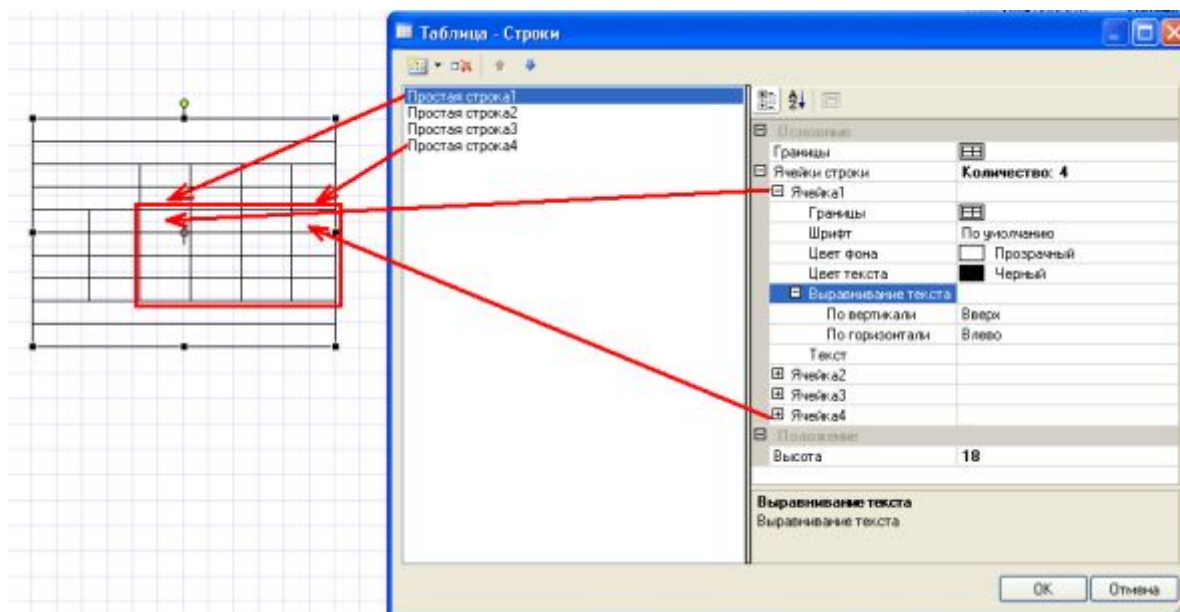 Таблица - Строки
Простая строка1
Простая строка2
Простая строка3
Простая строка4
Основные
Границы
Ячейки строки Количество: 4
Ячейка1
Границы
Шрифт По умолчанию
Цвет фона Прозрачный
Цвет текста Черный
Выравнивание текста
По вертикали Вверх
По горизонтали Влево
Текст
Ячейка2
Ячейка3
Ячейка4
Положение
Высота 18
Выравнивание текста
Выравнивание текста
OK Отмена